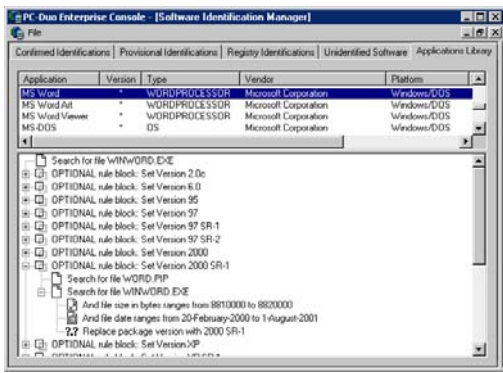 PC-Duo Enterprise Console - [Software Identification Manager]
File
Confirmed Identifications Provisional Identifications Registry Identifications Unidentified Software Applications Library
Application Version Type Vendor Platform
MS Word * WORDPROCESSOR Microsoft Corporation Windows/DOS
MS Word Art * WORDPROCESSOR Microsoft Corporation Windows/DOS
MS Word Viewer * WORDPROCESSOR Microsoft Corporation Windows/DOS
MS-DOS * OS Microsoft Corporation Windows/DOS
Search for file WINWORD.EXE
OPTIONAL rule block: Set Version 2.0c
OPTIONAL rule block: Set Version 6.0
OPTIONAL rule block: Set Version 95
OPTIONAL rule block: Set Version 97
OPTIONAL rule block: Set Version 97 SR-1
OPTIONAL rule block: Set Version 97 SR-2
OPTIONAL rule block: Set Version 2000
OPTIONAL rule block: Set Version 2000 SR-1
Search for file WORD.PIP
Search for file WINWORD.EXE
And file size in bytes ranges from 8810000 to 8820000
And file date ranges from 20-February-2000 to 1-August-2001
?.? Replace package version with 2000 SR-1
OPTIONAL rule block: Set Version XP
OPTIONAL rule block: Set Version XP SR-1